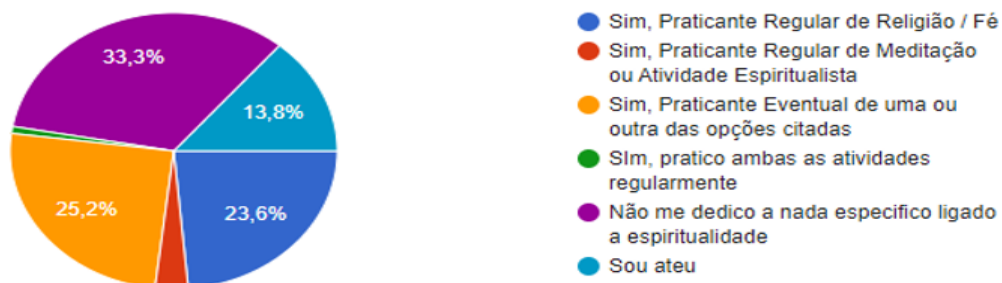 33,3%
13,8%
25,2%
23,6%
Sim, Praticante Regular de Religião / Fé
Sim, Praticante Regular de Meditação
ou Atividade Espiritualista
Sim, Praticante Eventual de uma ou
outra das opções citadas
SIm, pratico ambas as atividades
regularmente
Não me dedico a nada especifico ligado
a espiritualidade
Sou ateu